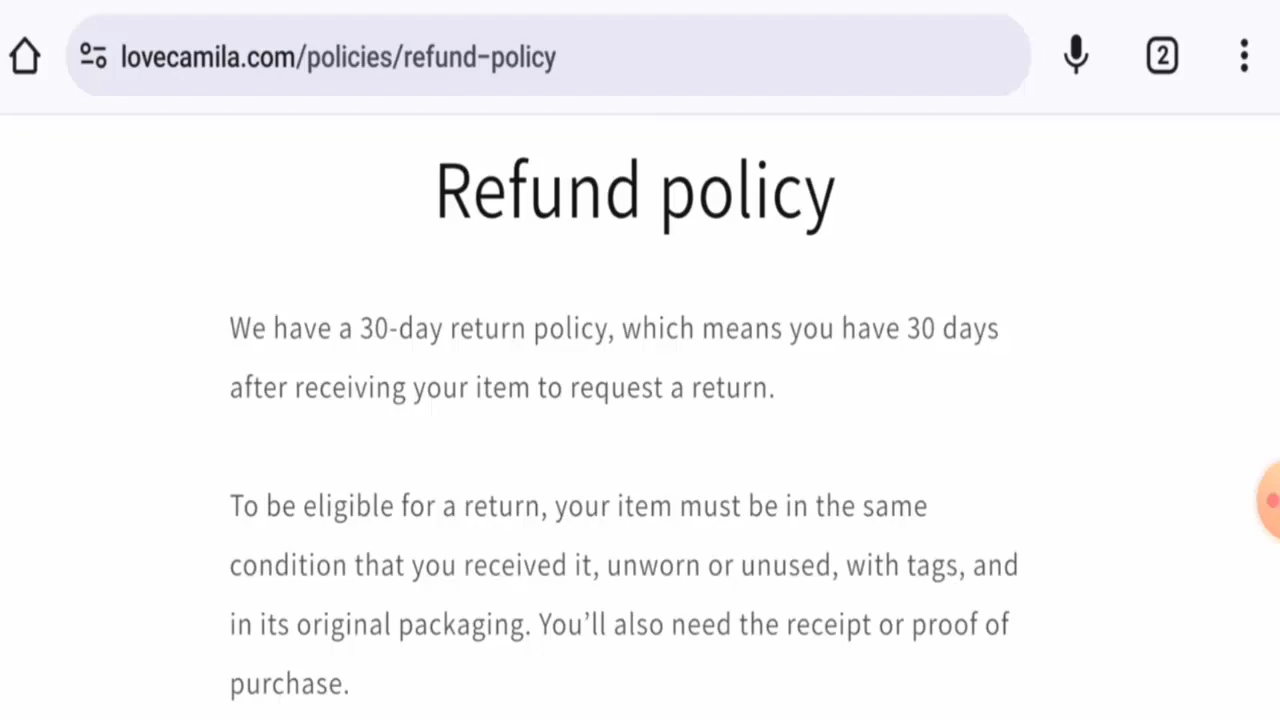 lovecamila.com/policies/refund-policy
2
Refund policy
We have a 30-day return policy, which means you have 30 days
after receiving your item to request a return.
To be eligible for a return, your item must be in the same
condition that you received it, unworn or unused, with tags, and
in its original packaging. You’ll also need the receipt or proof of
purchase.